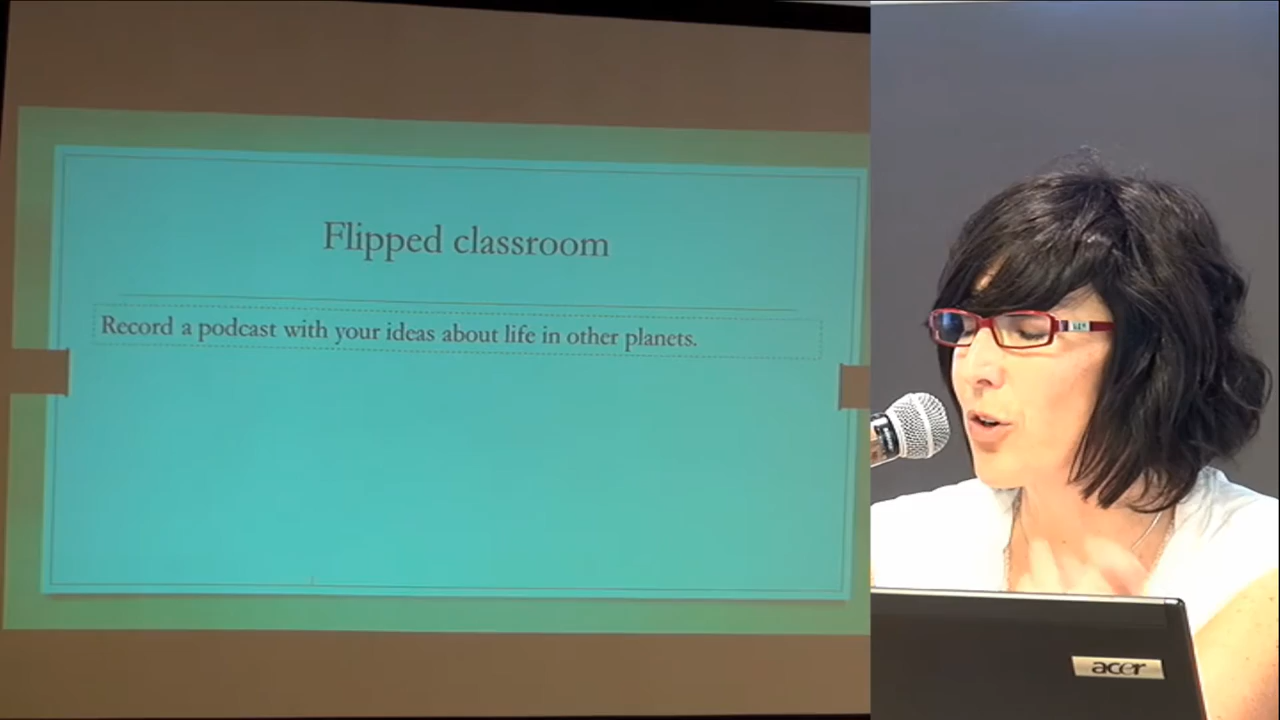 Flipped classroom
Record a podcast with your ideas about life in other planets.
acer